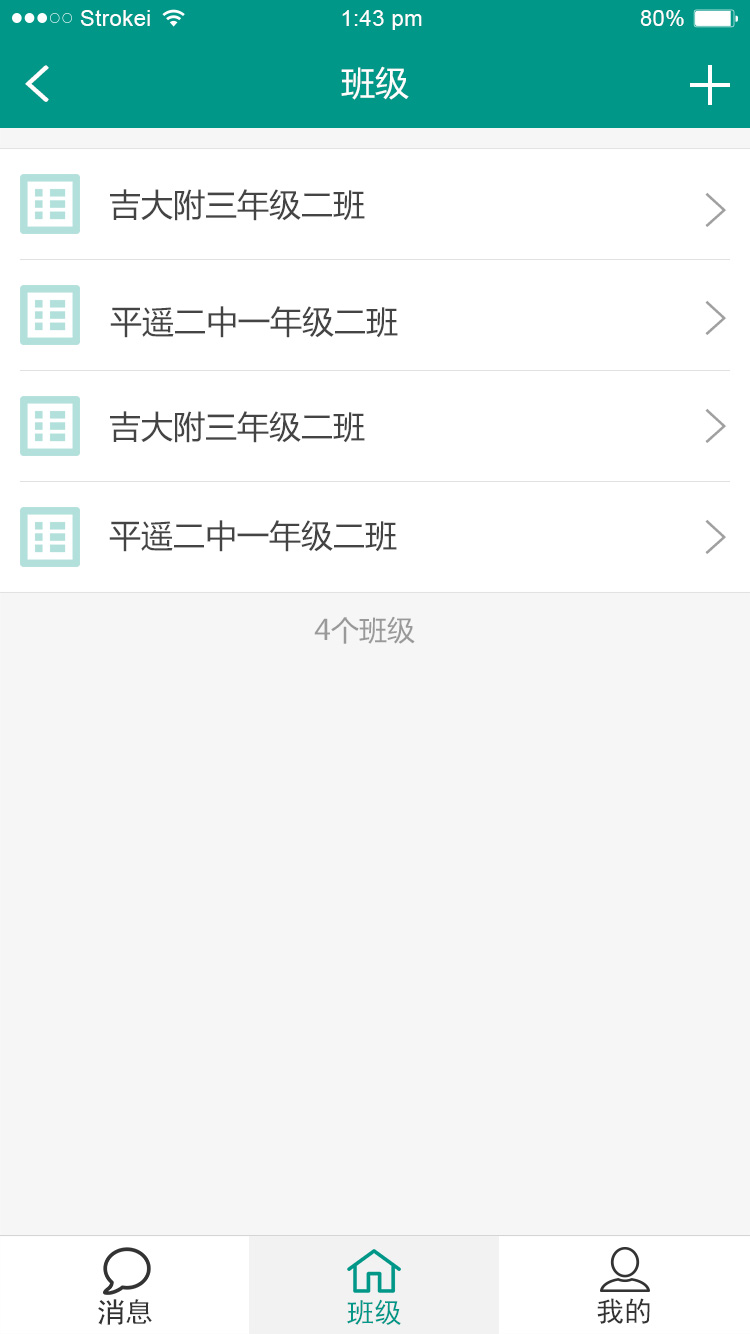 Strokei 1:43 pm 80%
班级
吉大附三年级二班
平遥二中一年级二班
吉大附三年级二班
平遥二中一年级二班
4个班级
消息 班级 我的